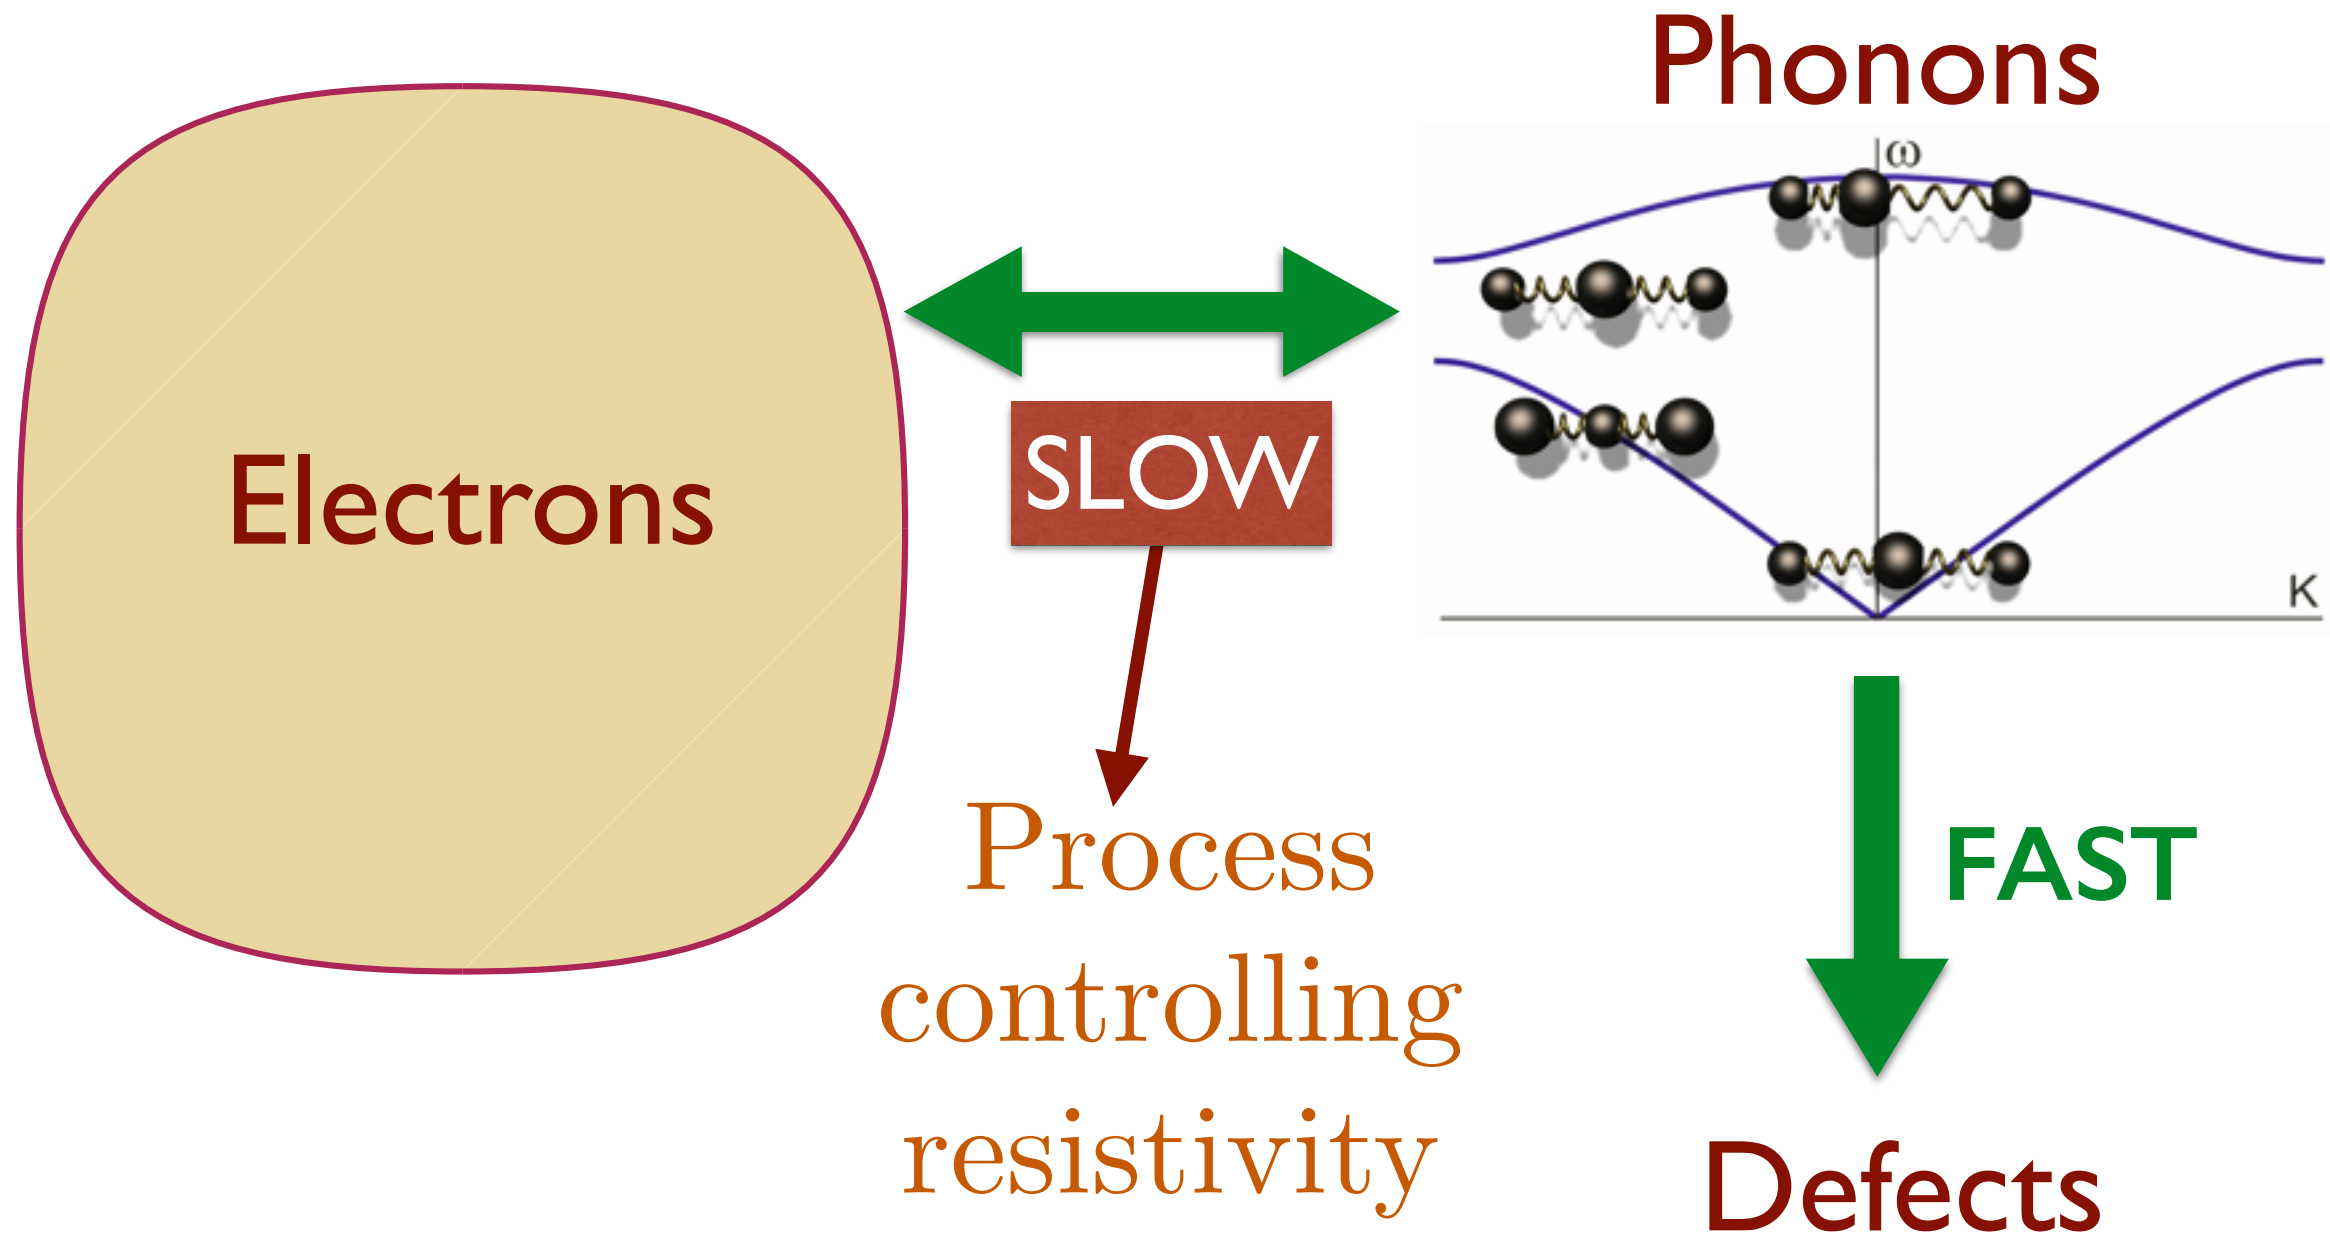 Phonons
ω
Electrons
SLOW
K
Process
controlling
resistivity
FAST
Defects